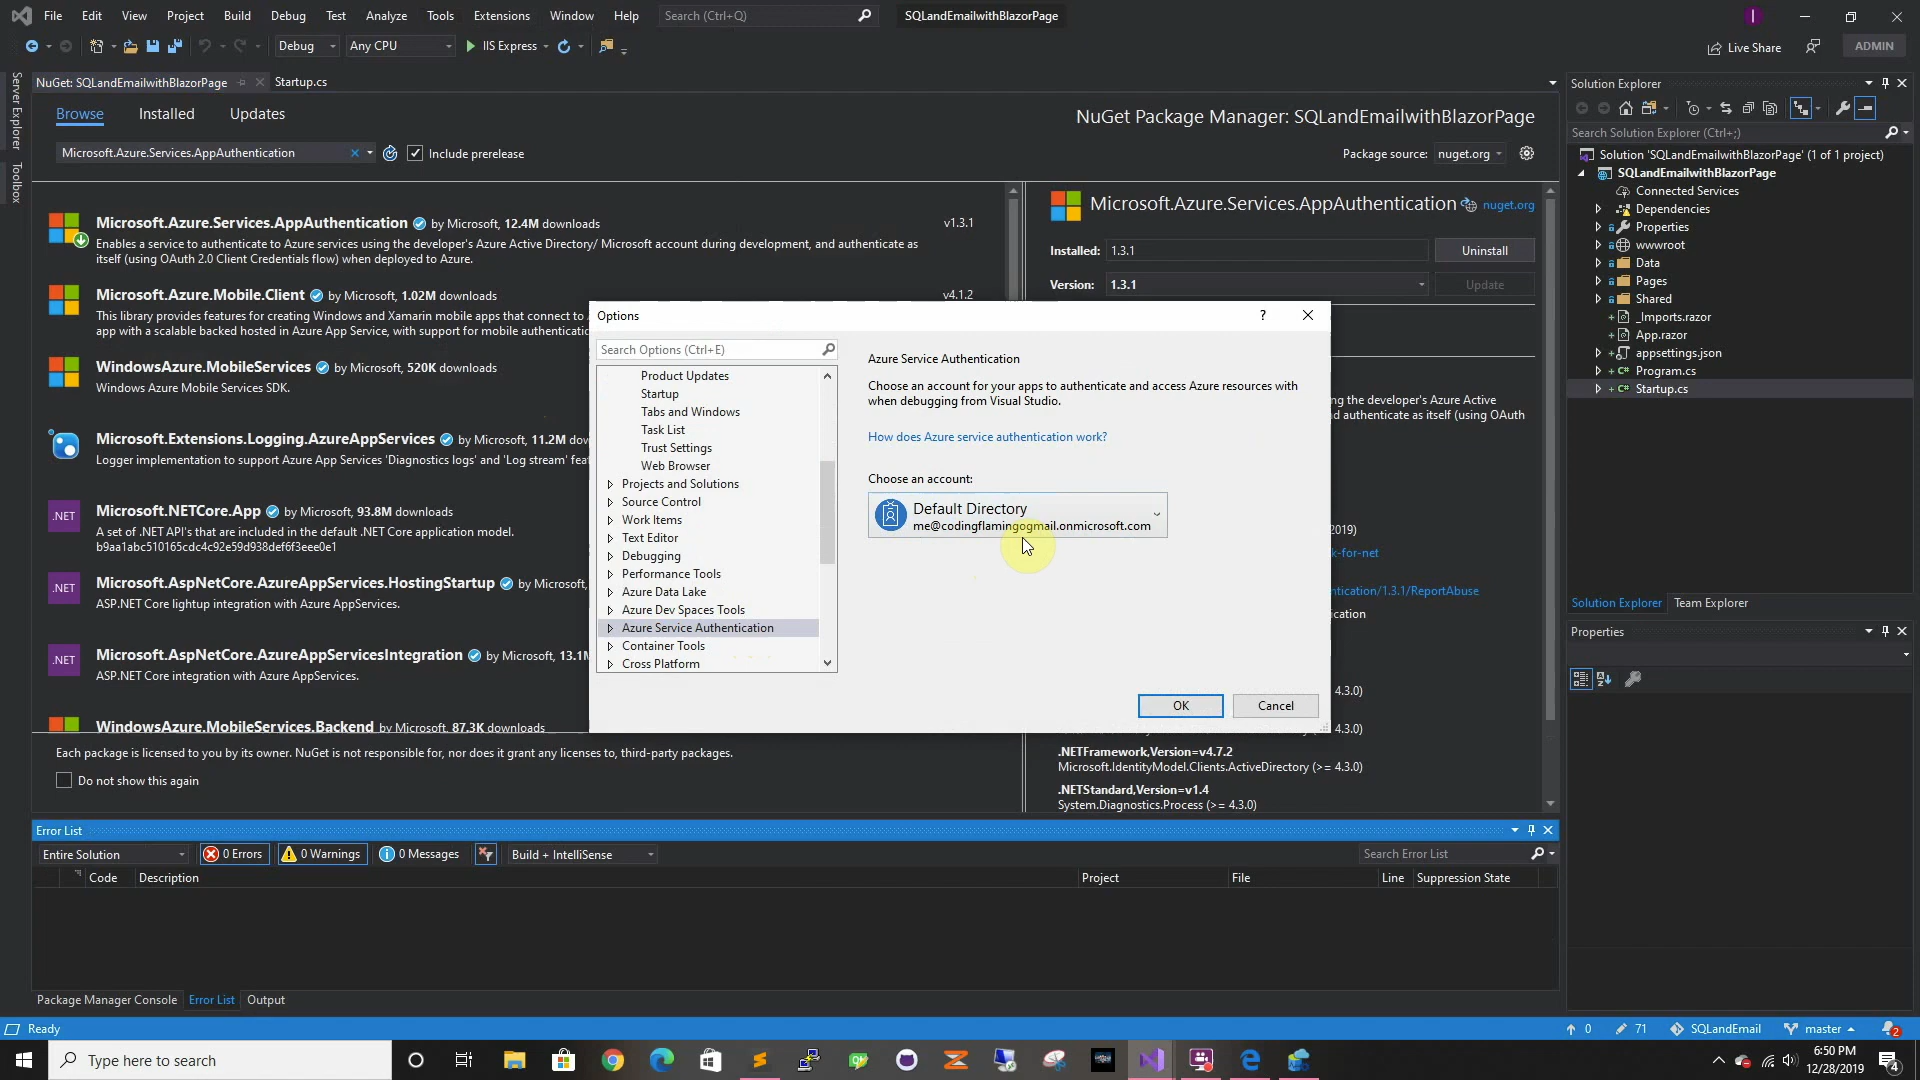 File Edit View Project Build Debug Test Analyze Tools Extensions Window Help Search (Ctrl+Q) SQLandEmailwithBlazorPage
Debug Any CPU IIS Express Live Share ADMIN
Server Explorer
Toolbox
NuGet: SQLandEmailwithBlazorPage Startup.cs
Browse Installed Updates
NuGet Package Manager: SQLandEmailwithBlazorPage
Microsoft.Azure.Services.AppAuthentication Include prerelease
Package source: nuget.org
Microsoft.Azure.Services.AppAuthentication by Microsoft, 12.4M downloads v1.3.1
Enables a service to authenticate to Azure services using the developer's Azure Active Directory/ Microsoft account during development, and authenticate as
itself (using OAuth 2.0 Client Credentials flow) when deployed to Azure.
Microsoft.Azure.Mobile.Client by Microsoft, 1.02M downloads v4.1.2
This library provides features for creating Windows and Xamarin mobile apps that connect to
app with a scalable backed hosted in Azure App Service, with support for mobile authentication
WindowsAzure.MobileServices by Microsoft, 520K downloads
Windows Azure Mobile Services SDK.
Microsoft.Extensions.Logging.AzureAppServices by Microsoft, 11.2M dow
Logger implementation to support Azure App Services 'Diagnostics logs' and 'Log stream' fea
.NET
Microsoft.NETCore.App by Microsoft, 93.8M downloads
A set of .NET API's that are included in the default .NET Core application model.
b9aa1abc510165cdc4c92e59d938def6f3eee0e1
.NET
Microsoft.AspNetCore.AzureAppServices.HostingStartup by Microsoft,
ASP.NET Core lightup integration with Azure AppServices.
.NET
Microsoft.AspNetCore.AzureAppServicesIntegration by Microsoft, 13.1
ASP.NET Core integration with Azure AppServices.
WindowsAzure.MobileServices.Backend by Microsoft, 87.3K downloads
Each package is licensed to you by its owner. NuGet is not responsible for, nor does it grant any licenses to, third-party packages.
Do not show this again
Microsoft.Azure.Services.AppAuthentication nuget.org
Installed: 1.3.1 Uninstall
Version: 1.3.1 Update
ng the developer's Azure Active
nd authenticate as itself (using OAuth
2019)
k-for-net
ntication/1.3.1/ReportAbuse
ication
4.3.0)
4.3.0)
.NETFramework,Version=v4.7.2
Microsoft.IdentityModel.Clients.ActiveDirectory (>= 4.3.0)
.NETStandard,Version=v1.4
System.Diagnostics.Process (>= 4.3.0)
Options ?
Search Options (Ctrl+E)
Product Updates
Startup
Tabs and Windows
Task List
Trust Settings
Web Browser
Projects and Solutions
Source Control
Work Items
Text Editor
Debugging
Performance Tools
Azure Data Lake
Azure Dev Spaces Tools
Azure Service Authentication
Container Tools
Cross Platform
Azure Service Authentication
Choose an account for your apps to authenticate and access Azure resources with
when debugging from Visual Studio.
How does Azure service authentication work?
Choose an account:
Default Directory
me@codingflamingogmail.onmicrosoft.com
OK Cancel
Solution Explorer
Search Solution Explorer (Ctrl+;)
Solution 'SQLandEmailwithBlazorPage' (1 of 1 project)
SQLandEmailwithBlazorPage
Connected Services
Dependencies
Properties
wwwroot
Data
Pages
Shared
_Imports.razor
App.razor
appsettings.json
Program.cs
Startup.cs
Solution Explorer Team Explorer
Properties
Error List
Entire Solution 0 Errors 0 Warnings 0 Messages Build + IntelliSense Search Error List
Code Description Project File Line Suppression State
Package Manager Console Error List Output
Ready 0 71 SQLandEmail master 2
Type here to search
6:50 PM
12/28/2019
4